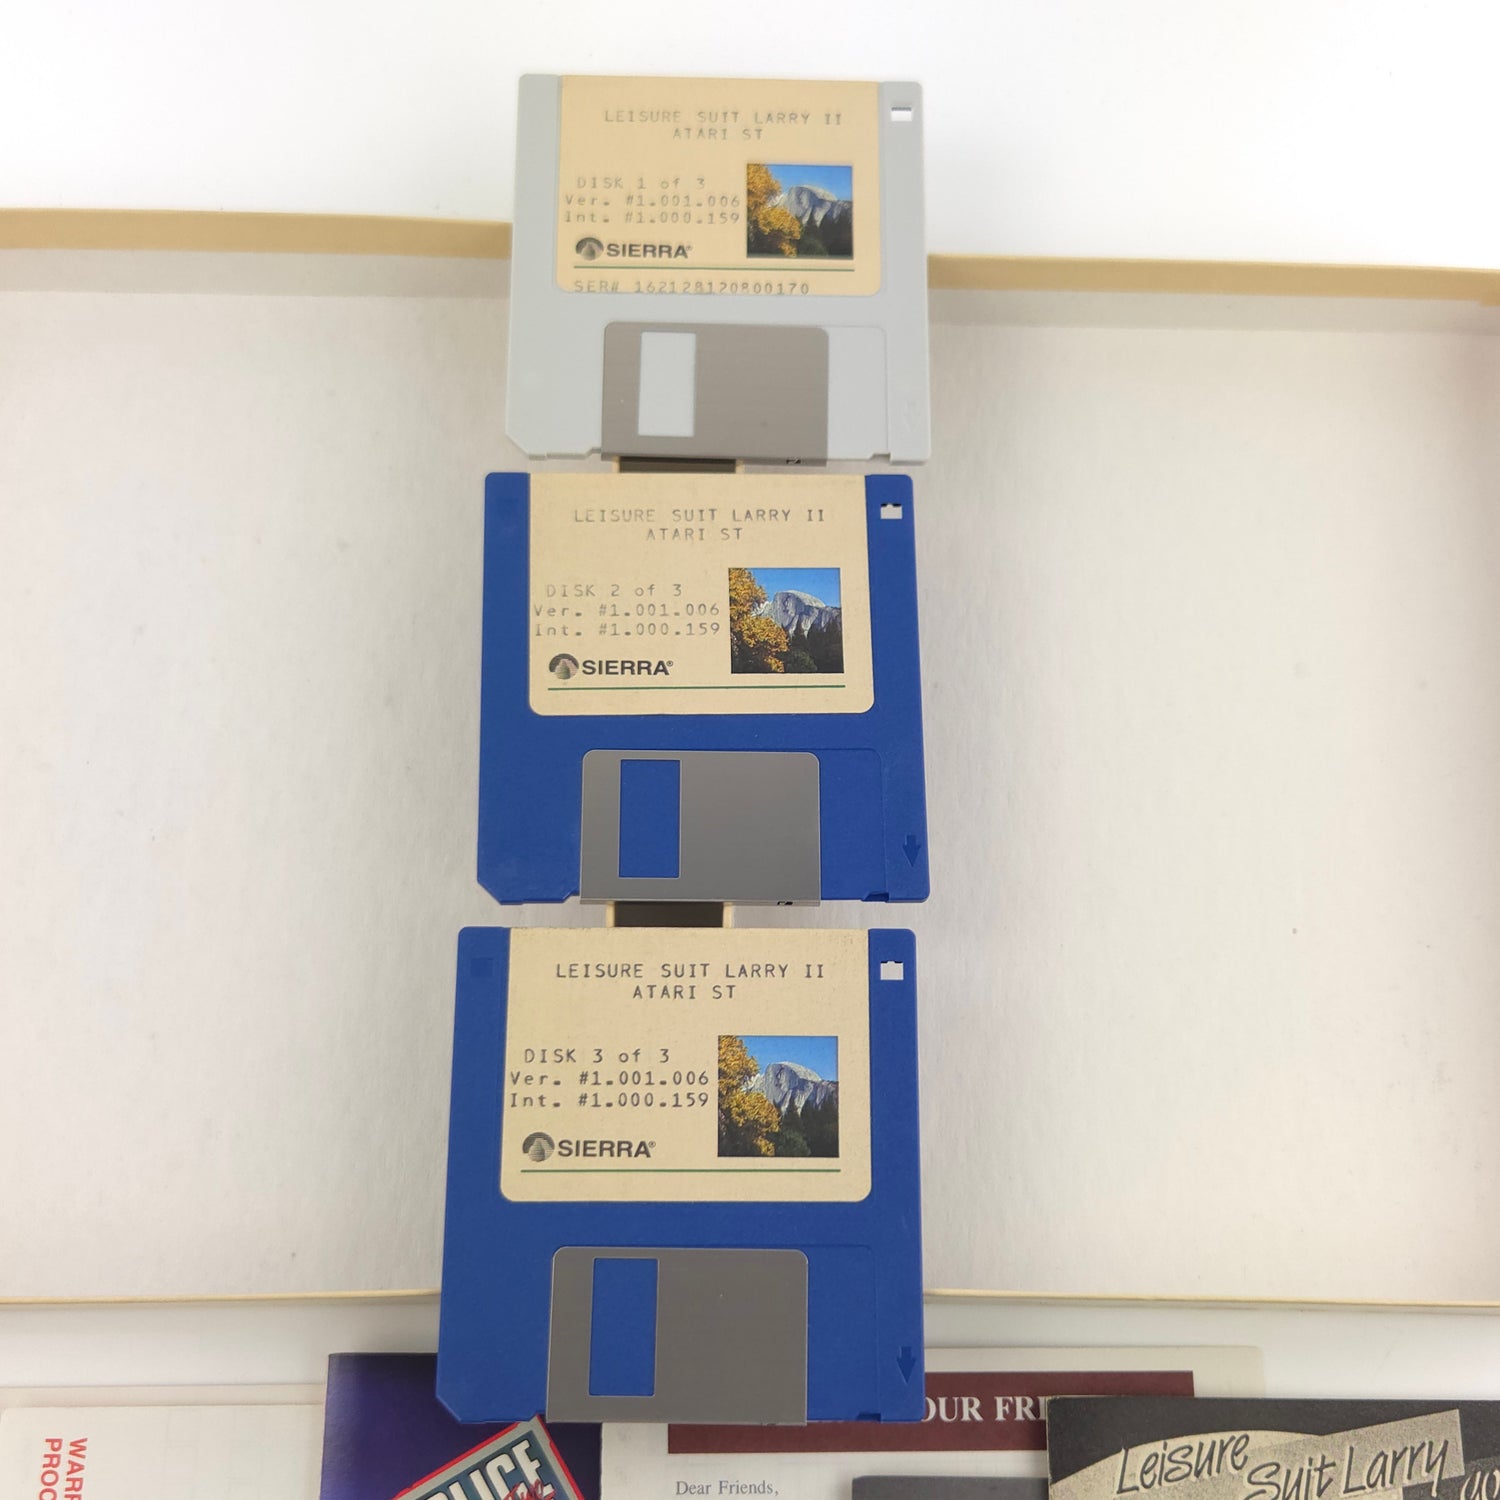 LEISURE SUIT LARRY II
ATARI ST
DISK 1 of 3
Ver. #1.001.006
Int. #1.000.159
SIERRA®
SER# 162128120800170
LEISURE SUIT LARRY II
ATARI ST
DISK 2 of 3
Ver. #1.001.006
Int. #1.000.159
SIERRA®
LEISURE SUIT LARRY II
ATARI ST
DISK 3 of 3
Ver. #1.001.006
Int. #1.000.159
SIERRA®
OUR FRE
Dear Friends,
Leisure
Suit Larry